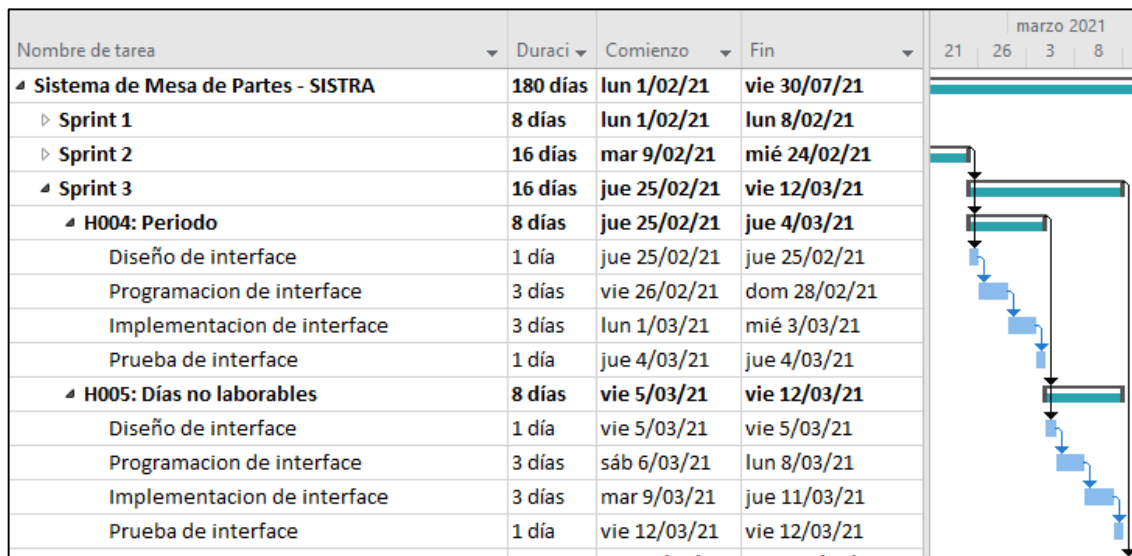 marzo 2021
Nombre de tarea Duraci Comienzo Fin 21 26 3 8
Sistema de Mesa de Partes - SISTRA 180 días lun 1/02/21 vie 30/07/21
Sprint 1 8 días lun 1/02/21 lun 8/02/21
Sprint 2 16 días mar 9/02/21 mié 24/02/21
Sprint 3 16 días jue 25/02/21 vie 12/03/21
H004: Periodo 8 días jue 25/02/21 jue 4/03/21
Diseño de interface 1 día jue 25/02/21 jue 25/02/21
Programacion de interface 3 días vie 26/02/21 dom 28/02/21
Implementacion de interface 3 días lun 1/03/21 mié 3/03/21
Prueba de interface 1 día jue 4/03/21 jue 4/03/21
H005: Días no laborables 8 días vie 5/03/21 vie 12/03/21
Diseño de interface 1 día vie 5/03/21 vie 5/03/21
Programacion de interface 3 días sáb 6/03/21 lun 8/03/21
Implementacion de interface 3 días mar 9/03/21 jue 11/03/21
Prueba de interface 1 día vie 12/03/21 vie 12/03/21